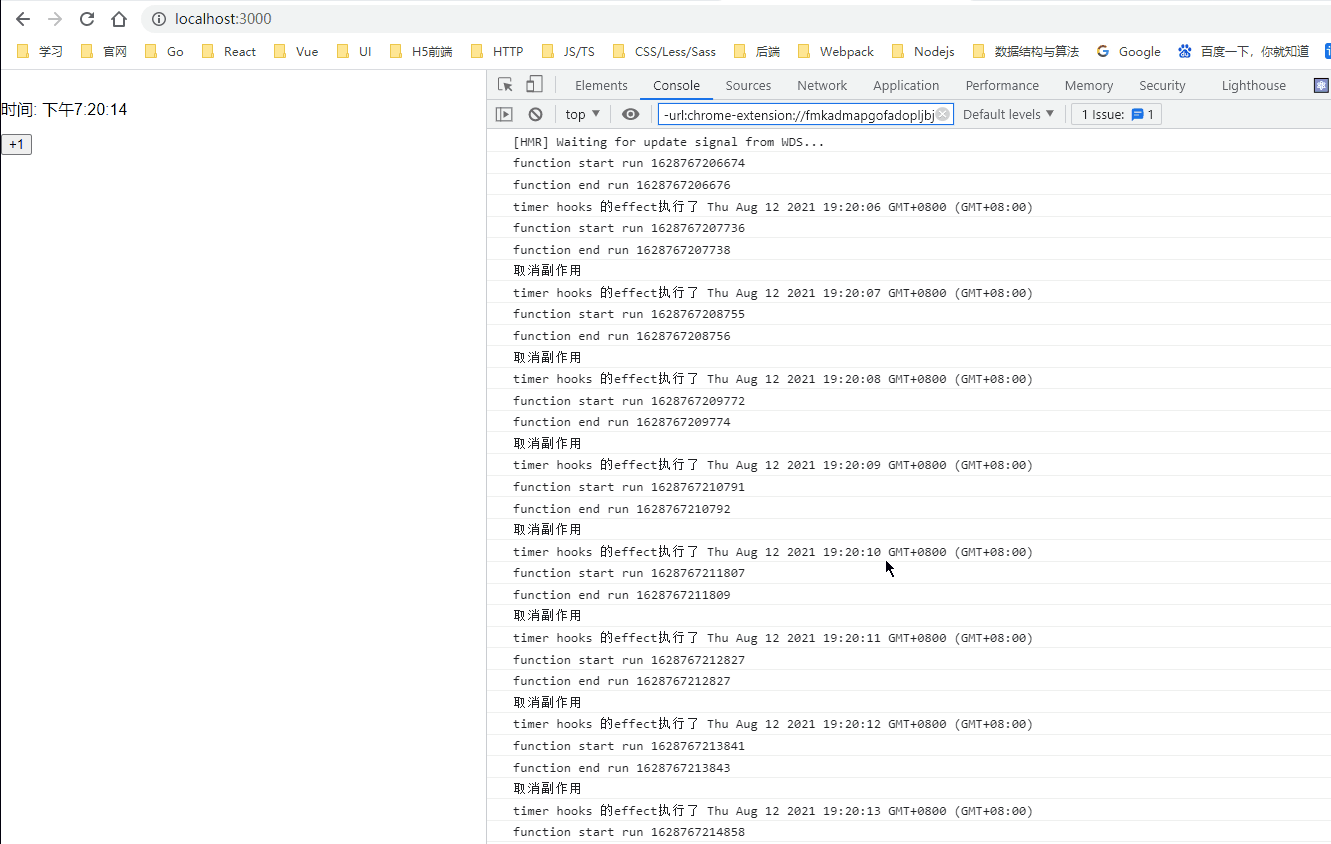 localhost:3000
学习 官网 Go React Vue UI H5前端 HTTP JS/TS CSS/Less/Sass 后端 Webpack Nodejs 数据结构与算法 Google 百度一下，你就知道
Elements Console Sources Network Application Performance Memory Security Lighthouse
top -url:chrome-extension://fmkadmapgofadopljbj Default levels 1 Issue: 1
时间: 下午7:20:14
+1
[HMR] Waiting for update signal from WDS...
function start run 1628767206674
function end run 1628767206676
timer hooks 的effect执行了 Thu Aug 12 2021 19:20:06 GMT+0800 (GMT+08:00)
function start run 1628767207736
function end run 1628767207738
取消副作用
timer hooks 的effect执行了 Thu Aug 12 2021 19:20:07 GMT+0800 (GMT+08:00)
function start run 1628767208755
function end run 1628767208756
取消副作用
timer hooks 的effect执行了 Thu Aug 12 2021 19:20:08 GMT+0800 (GMT+08:00)
function start run 1628767209772
function end run 1628767209774
取消副作用
timer hooks 的effect执行了 Thu Aug 12 2021 19:20:09 GMT+0800 (GMT+08:00)
function start run 1628767210791
function end run 1628767210792
取消副作用
timer hooks 的effect执行了 Thu Aug 12 2021 19:20:10 GMT+0800 (GMT+08:00)
function start run 1628767211807
function end run 1628767211809
取消副作用
timer hooks 的effect执行了 Thu Aug 12 2021 19:20:11 GMT+0800 (GMT+08:00)
function start run 1628767212827
function end run 1628767212827
取消副作用
timer hooks 的effect执行了 Thu Aug 12 2021 19:20:12 GMT+0800 (GMT+08:00)
function start run 1628767213841
function end run 1628767213843
取消副作用
timer hooks 的effect执行了 Thu Aug 12 2021 19:20:13 GMT+0800 (GMT+08:00)
function start run 1628767214858